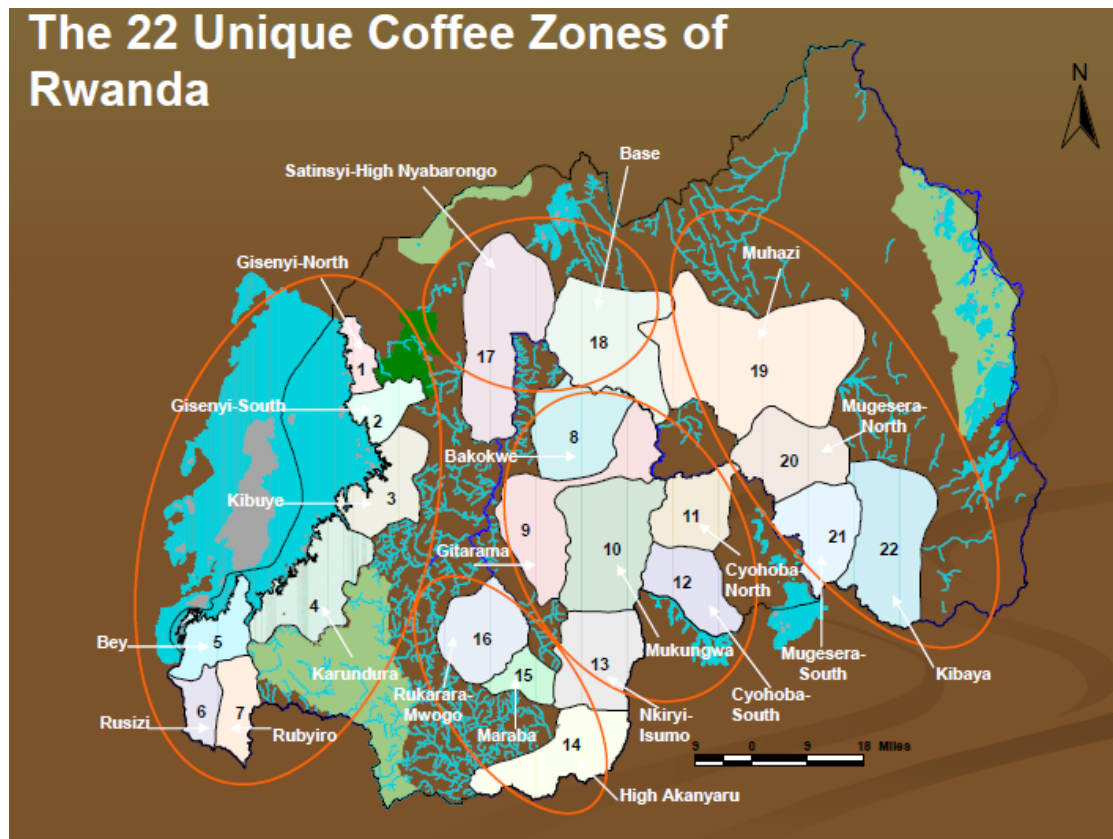 The 22 Unique Coffee Zones of
Rwanda
N
Base
Satinsyi-High Nyabarongo
Muhazi
Gisenyi-North
18
17
1
19
Gisenyi-South
2
Mugesera-
North
8
Bakokwe
20
Kibuye
3
11
9
10
21
22
Gitarama
Cyohoba-
North
12
4
5
16
13
Bey
Karundura
Mukungwa
Mugesera-
South
Kibaya
15
Rukarara-
Mwogo
Cyohoba-
South
6
7
Rusizi
Rubyiro
Maraba
Nkiryi-
Isumo
14
9 0 9 18 Miles
High Akanyaru